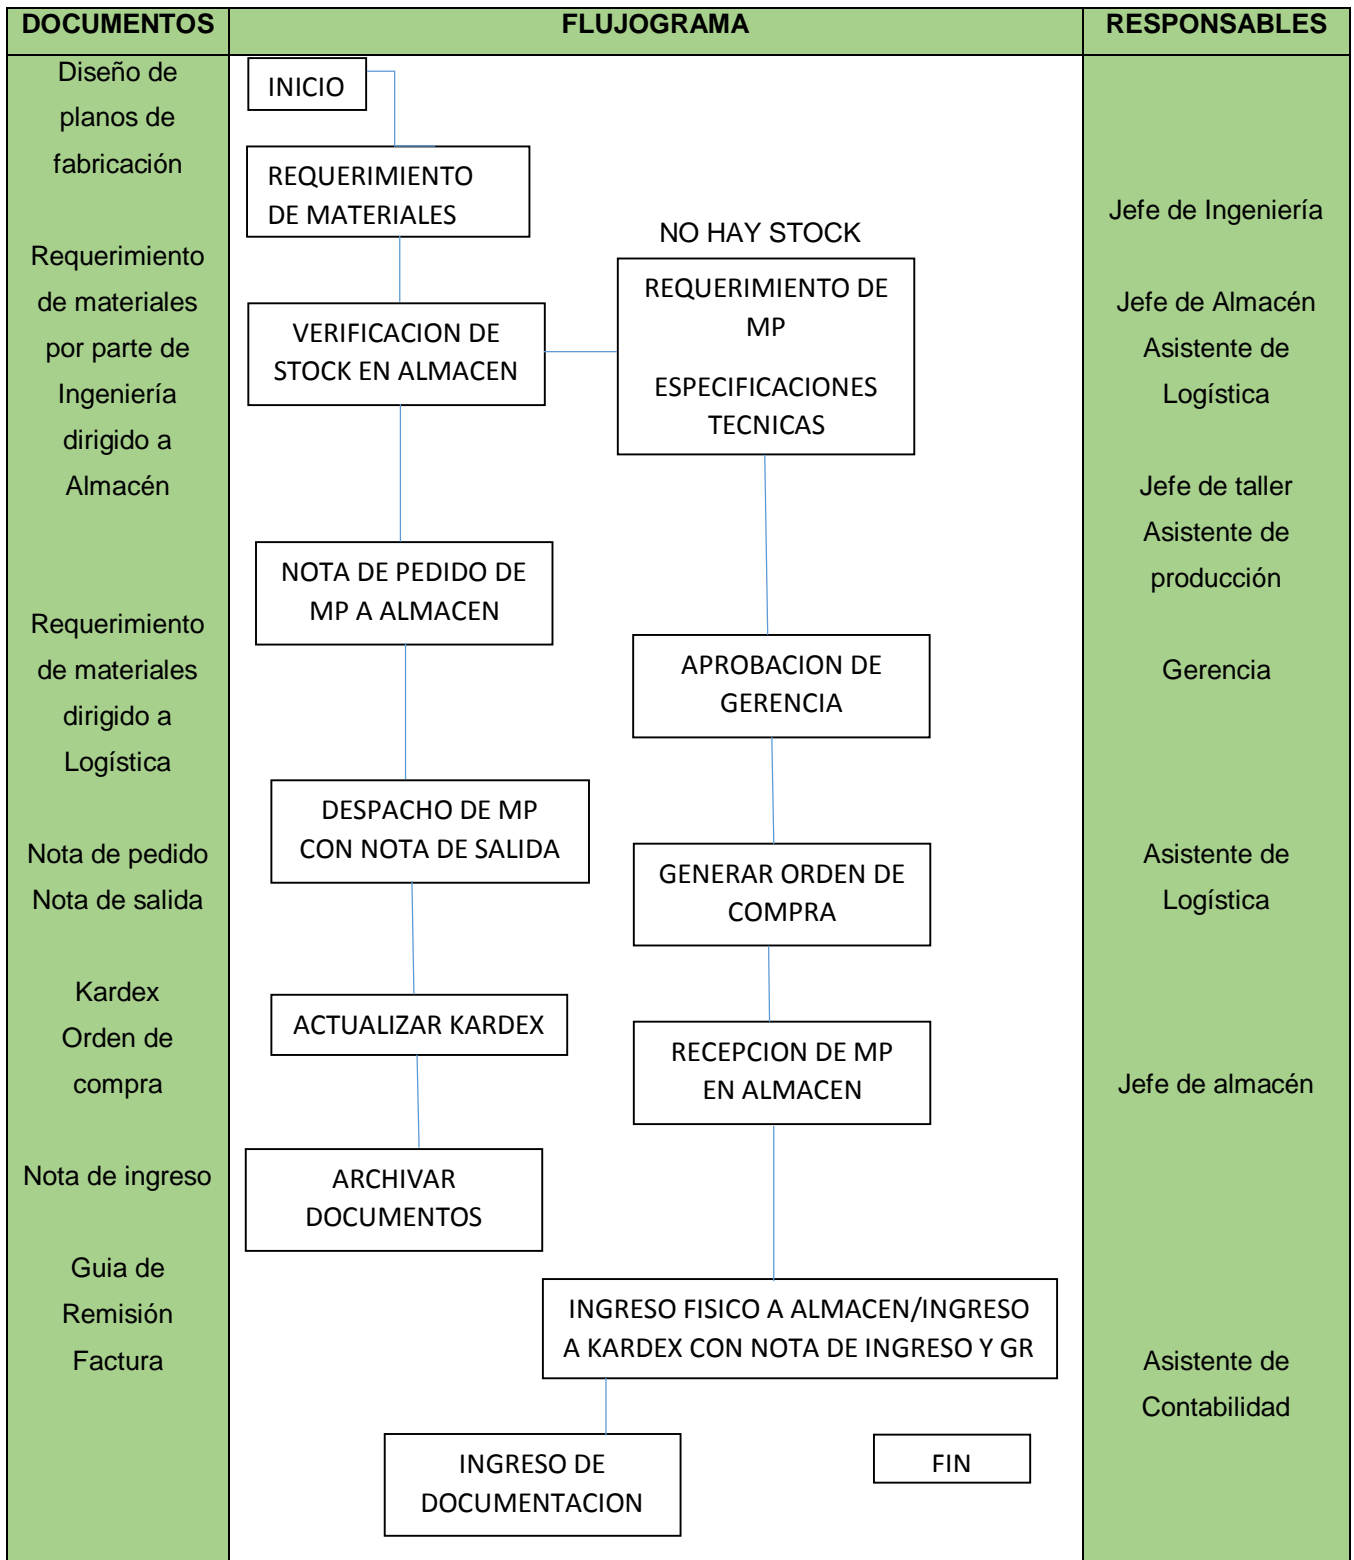 DOCUMENTOS
FLUJOGRAMA
RESPONSABLES
Diseño de
planos de
fabricación
Requerimiento
de materiales
por parte de
Ingeniería
dirigido a
Almacén
Requerimiento
de materiales
dirigido a
Logística
Nota de pedido
Nota de salida
Kardex
Orden de
compra
Nota de ingreso
Guia de
Remisión
Factura
INICIO
REQUERIMIENTO
DE MATERIALES
VERIFICACION DE
STOCK EN ALMACEN
NOTA DE PEDIDO DE
MP A ALMACEN
DESPACHO DE MP
CON NOTA DE SALIDA
ACTUALIZAR KARDEX
ARCHIVAR
DOCUMENTOS
NO HAY STOCK
REQUERIMIENTO DE
MP
ESPECIFICACIONES
TECNICAS
APROBACION DE
GERENCIA
GENERAR ORDEN DE
COMPRA
RECEPCION DE MP
EN ALMACEN
INGRESO FISICO A ALMACEN/INGRESO
A KARDEX CON NOTA DE INGRESO Y GR
INGRESO DE
DOCUMENTACION
FIN
Jefe de Ingeniería
Jefe de Almacén
Asistente de
Logística
Jefe de taller
Asistente de
producción
Gerencia
Asistente de
Logística
Jefe de almacén
Asistente de
Contabilidad